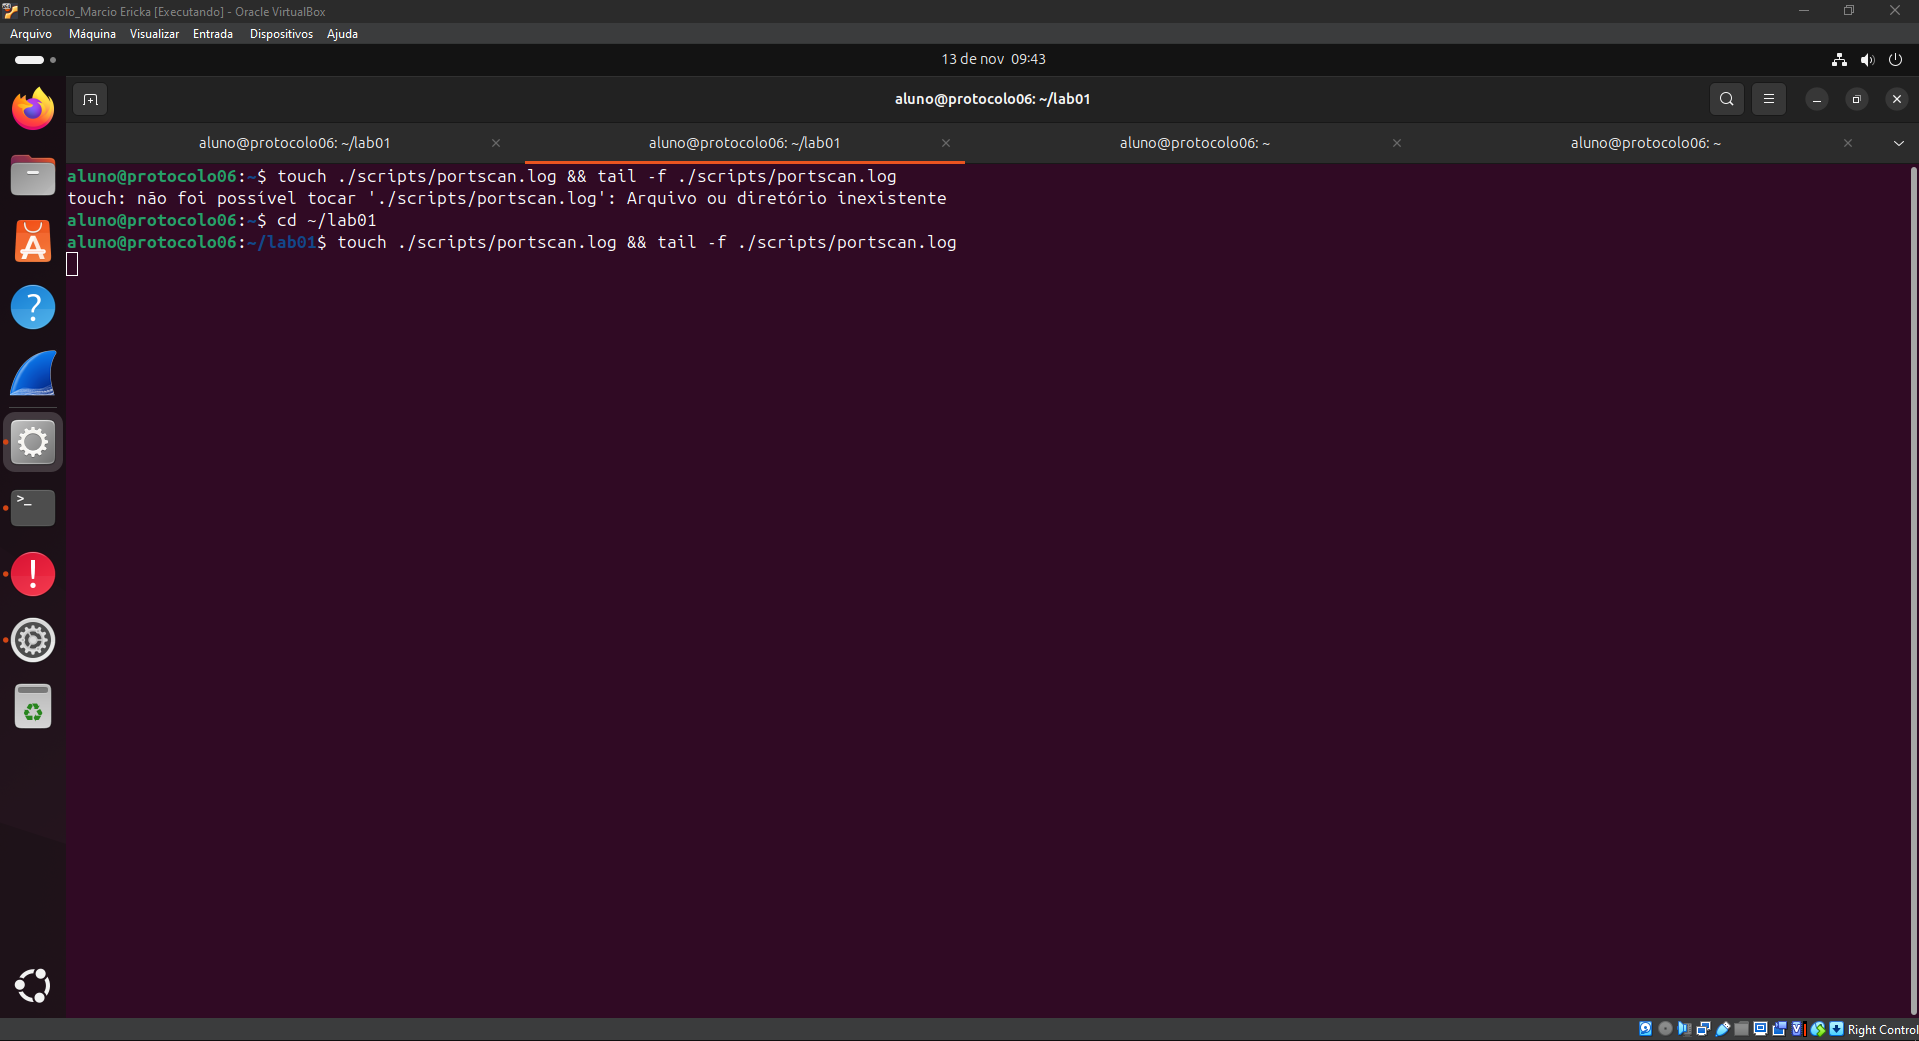 Protocolo_Marcio Ericka [Executando] - Oracle VirtualBox
Arquivo Máquina Visualizar Entrada Dispositivos Ajuda
13 de nov 09:43
aluno@protocolo06: ~/lab01
aluno@protocolo06: ~/lab01 aluno@protocolo06: ~/lab01 aluno@protocolo06: ~ aluno@protocolo06: ~
aluno@protocolo06:~$ touch ./scripts/portscan.log && tail -f ./scripts/portscan.log
touch: não foi possível tocar './scripts/portscan.log': Arquivo ou diretório inexistente
aluno@protocolo06:~$ cd ~/lab01
aluno@protocolo06:~/lab01$ touch ./scripts/portscan.log && tail -f ./scripts/portscan.log
Right Control